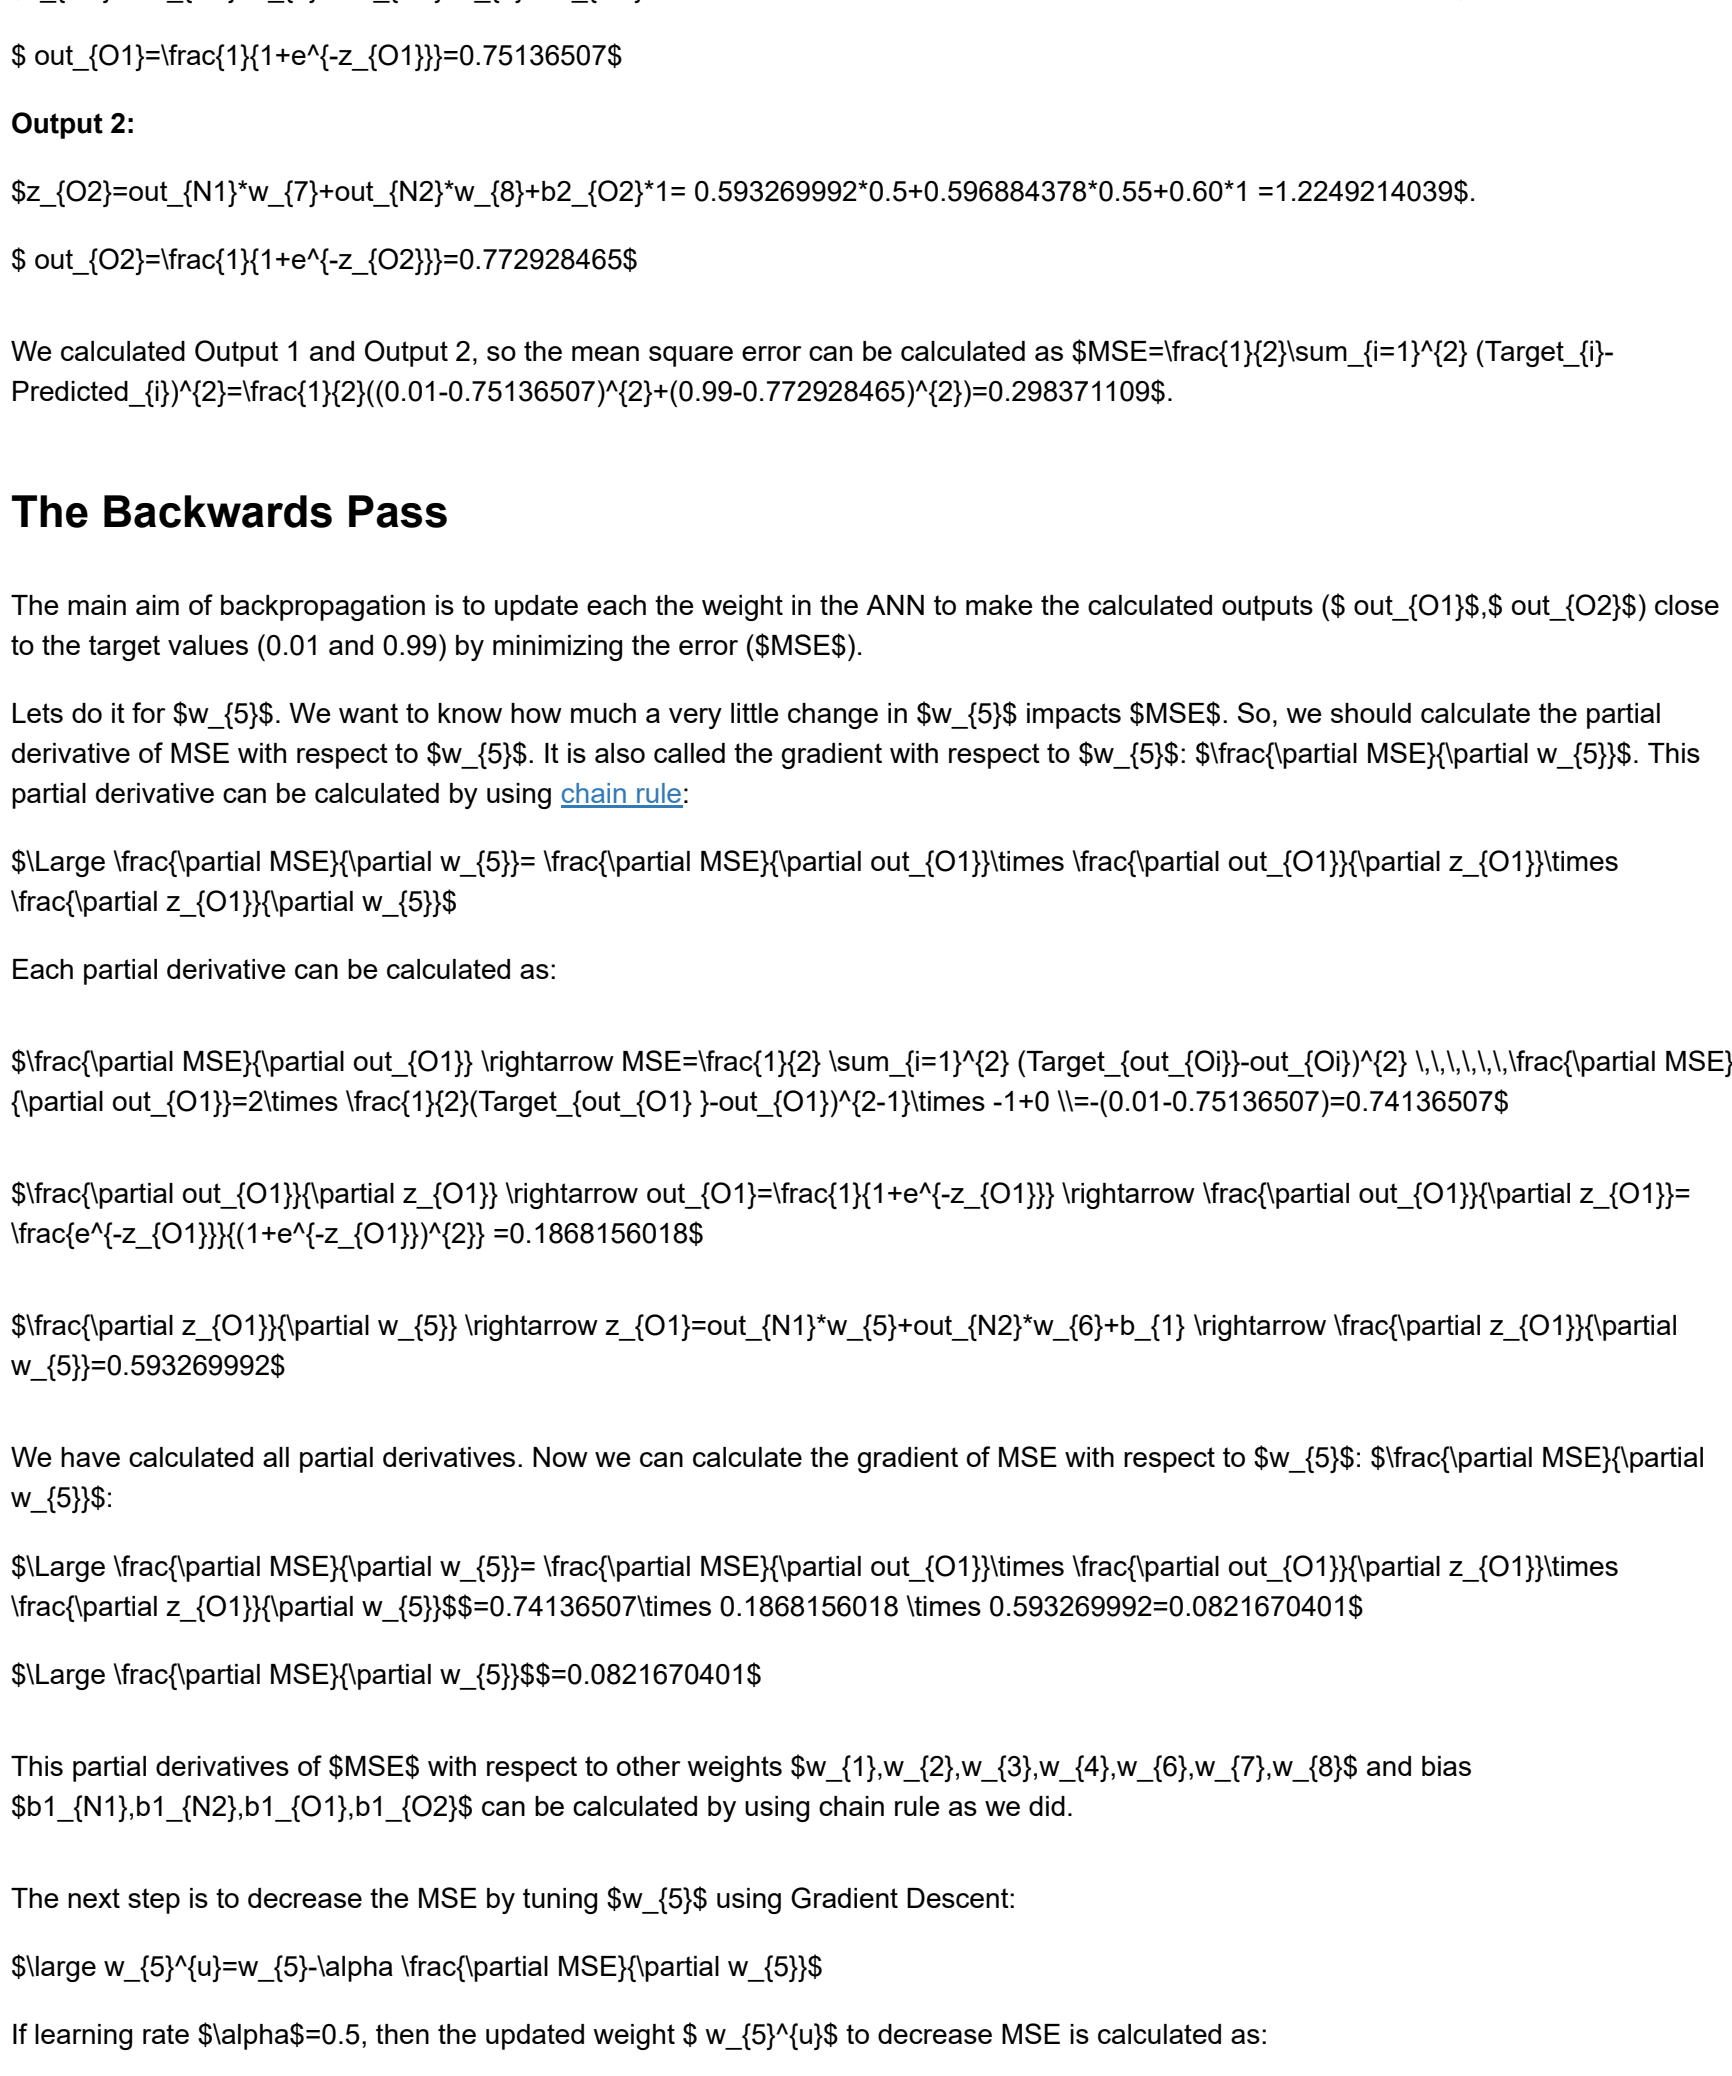 $ out_{O1}=\frac{1}{1+e^{-z_{O1}}}=0.75136507$
Output 2:
$z_{O2}=out_{N1}*w_{7}+out_{N2}*w_{8}+b2_{O2}*1= 0.593269992*0.5+0.596884378*0.55+0.60*1 =1.2249214039$.
$ out_{O2}=\frac{1}{1+e^{-z_{O2}}}=0.772928465$
We calculated Output 1 and Output 2, so the mean square error can be calculated as $MSE=\frac{1}{2}\sum_{i=1}^{2} (Target_{i}-
Predicted_{i})^{2}=\frac{1}{2}((0.01-0.75136507)^{2}+(0.99-0.772928465)^{2})=0.298371109$.
The Backwards Pass
The main aim of backpropagation is to update each the weight in the ANN to make the calculated outputs ($ out_{O1}$,$ out_{O2}$) close
to the target values (0.01 and 0.99) by minimizing the error ($MSE$).
Lets do it for $w_{5}$. We want to know how much a very little change in $w_{5}$ impacts $MSE$. So, we should calculate the partial
derivative of MSE with respect to $w_{5}$. It is also called the gradient with respect to $w_{5}$: $\frac{\partial MSE}{\partial w_{5}}$. This
partial derivative can be calculated by using chain rule:
$\Large \frac{\partial MSE}{\partial w_{5}}= \frac{\partial MSE}{\partial out_{O1}}\times \frac{\partial out_{O1}}{\partial z_{O1}}\times
\frac{\partial z_{O1}}{\partial w_{5}}$
Each partial derivative can be calculated as:
$\frac{\partial MSE}{\partial out_{O1}} \rightarrow MSE=\frac{1}{2} \sum_{i=1}^{2} (Target_{out_{Oi}}-out_{Oi})^{2} \,\,\,\,\,\,\frac{\partial MSE}
{\partial out_{O1}}=2\times \frac{1}{2}(Target_{out_{O1} }-out_{O1})^{2-1}\times -1+0 \\=-(0.01-0.75136507)=0.74136507$
$\frac{\partial out_{O1}}{\partial z_{O1}} \rightarrow out_{O1}=\frac{1}{1+e^{-z_{O1}}} \rightarrow \frac{\partial out_{O1}}{\partial z_{O1}}=
\frac{e^{-z_{O1}}}{(1+e^{-z_{O1}})^{2}} =0.1868156018$
$\frac{\partial z_{O1}}{\partial w_{5}} \rightarrow z_{O1}=out_{N1}*w_{5}+out_{N2}*w_{6}+b_{1} \rightarrow \frac{\partial z_{O1}}{\partial
w_{5}}=0.593269992$
We have calculated all partial derivatives. Now we can calculate the gradient of MSE with respect to $w_{5}$: $\frac{\partial MSE}{\partial
w_{5}}$:
$\Large \frac{\partial MSE}{\partial w_{5}}= \frac{\partial MSE}{\partial out_{O1}}\times \frac{\partial out_{O1}}{\partial z_{O1}}\times
\frac{\partial z_{O1}}{\partial w_{5}}$$=0.74136507\times 0.1868156018 \times 0.593269992=0.0821670401$
$\Large \frac{\partial MSE}{\partial w_{5}}$$=0.0821670401$
This partial derivatives of $MSE$ with respect to other weights $w_{1},w_{2},w_{3},w_{4},w_{6},w_{7},w_{8}$ and bias
$b1_{N1},b1_{N2},b1_{O1},b1_{O2}$ can be calculated by using chain rule as we did.
The next step is to decrease the MSE by tuning $w_{5}$ using Gradient Descent:
$\large w_{5}^{u}=w_{5}-\alpha \frac{\partial MSE}{\partial w_{5}}$
If learning rate $\alpha$=0.5, then the updated weight $ w_{5}^{u}$ to decrease MSE is calculated as: